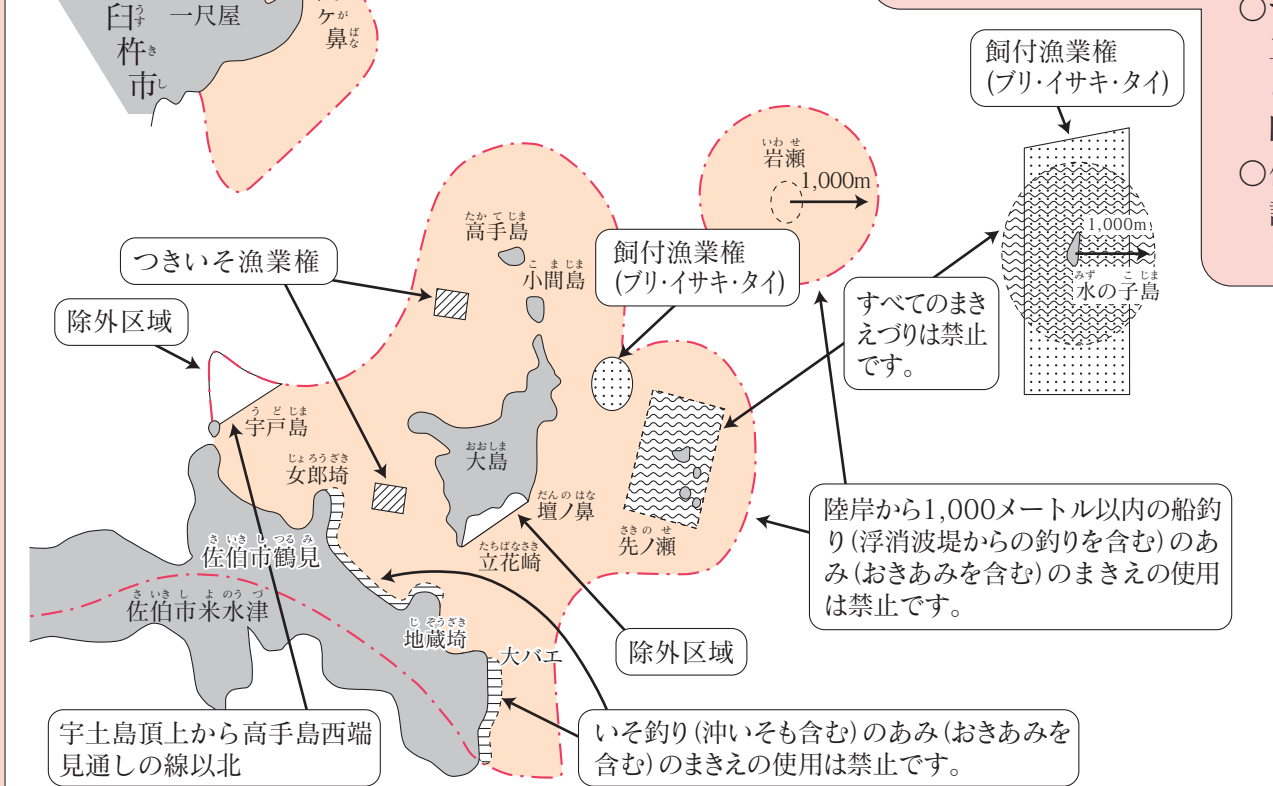 臼杵市
一尺屋
ケ鼻
飼付漁業権
(ブリ・イサキ・タイ)
岩瀬
1,000m
高手島
つきいそ漁業権
小間島
飼付漁業権
(ブリ・イサキ・タイ)
1,000m
水の子島
すべてのまき
えづりは禁止
です。
除外区域
宇戸島
女郎埼
大島
壇ノ鼻
先ノ瀬
立花崎
陸岸から1,000メートル以内の船釣
り(浮消波堤からの釣りを含む)のあ
み(おきあみを含む)のまきえの使用
は禁止です。
佐伯市鶴見
佐伯市米水津
地蔵埼
大バエ
除外区域
宇土島頂上から高手島西端
見通しの線以北
いそ釣り(沖いそも含む)のあみ(おきあみを
含む)のまきえの使用は禁止です。